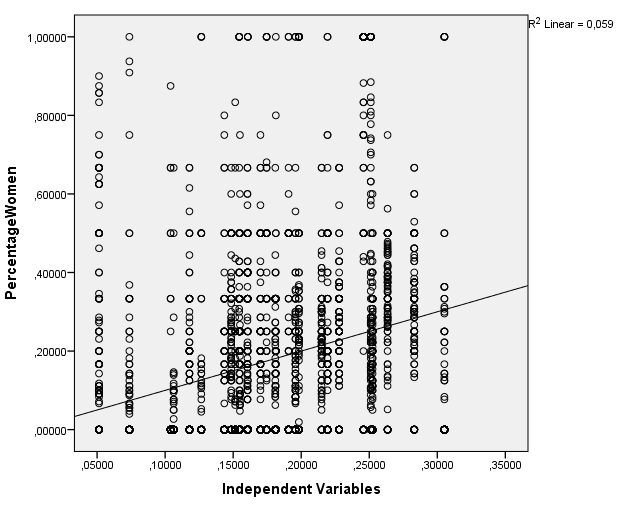 R2 Linear = 0,059
1,00000
,80000
,60000
,40000
,20000
,00000
PercentageWomen
,05000 ,10000 ,15000 ,20000 ,25000 ,30000 ,35000
Independent Variables